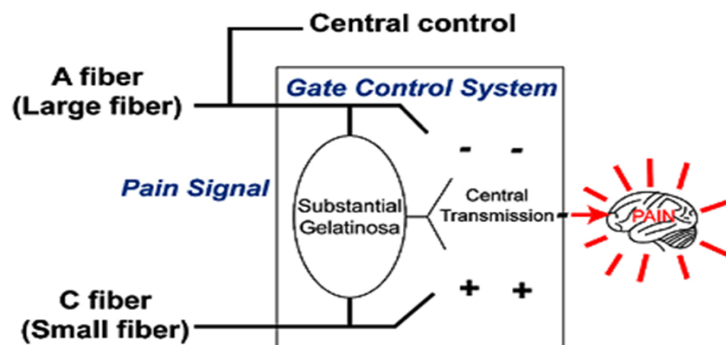 Central control
A fiber
(Large fiber)
Gate Control System
- -
Pain Signal
Substantial
Gelatinosa
Central
Transmission
PAIN
+ +
C fiber
(Small fiber)